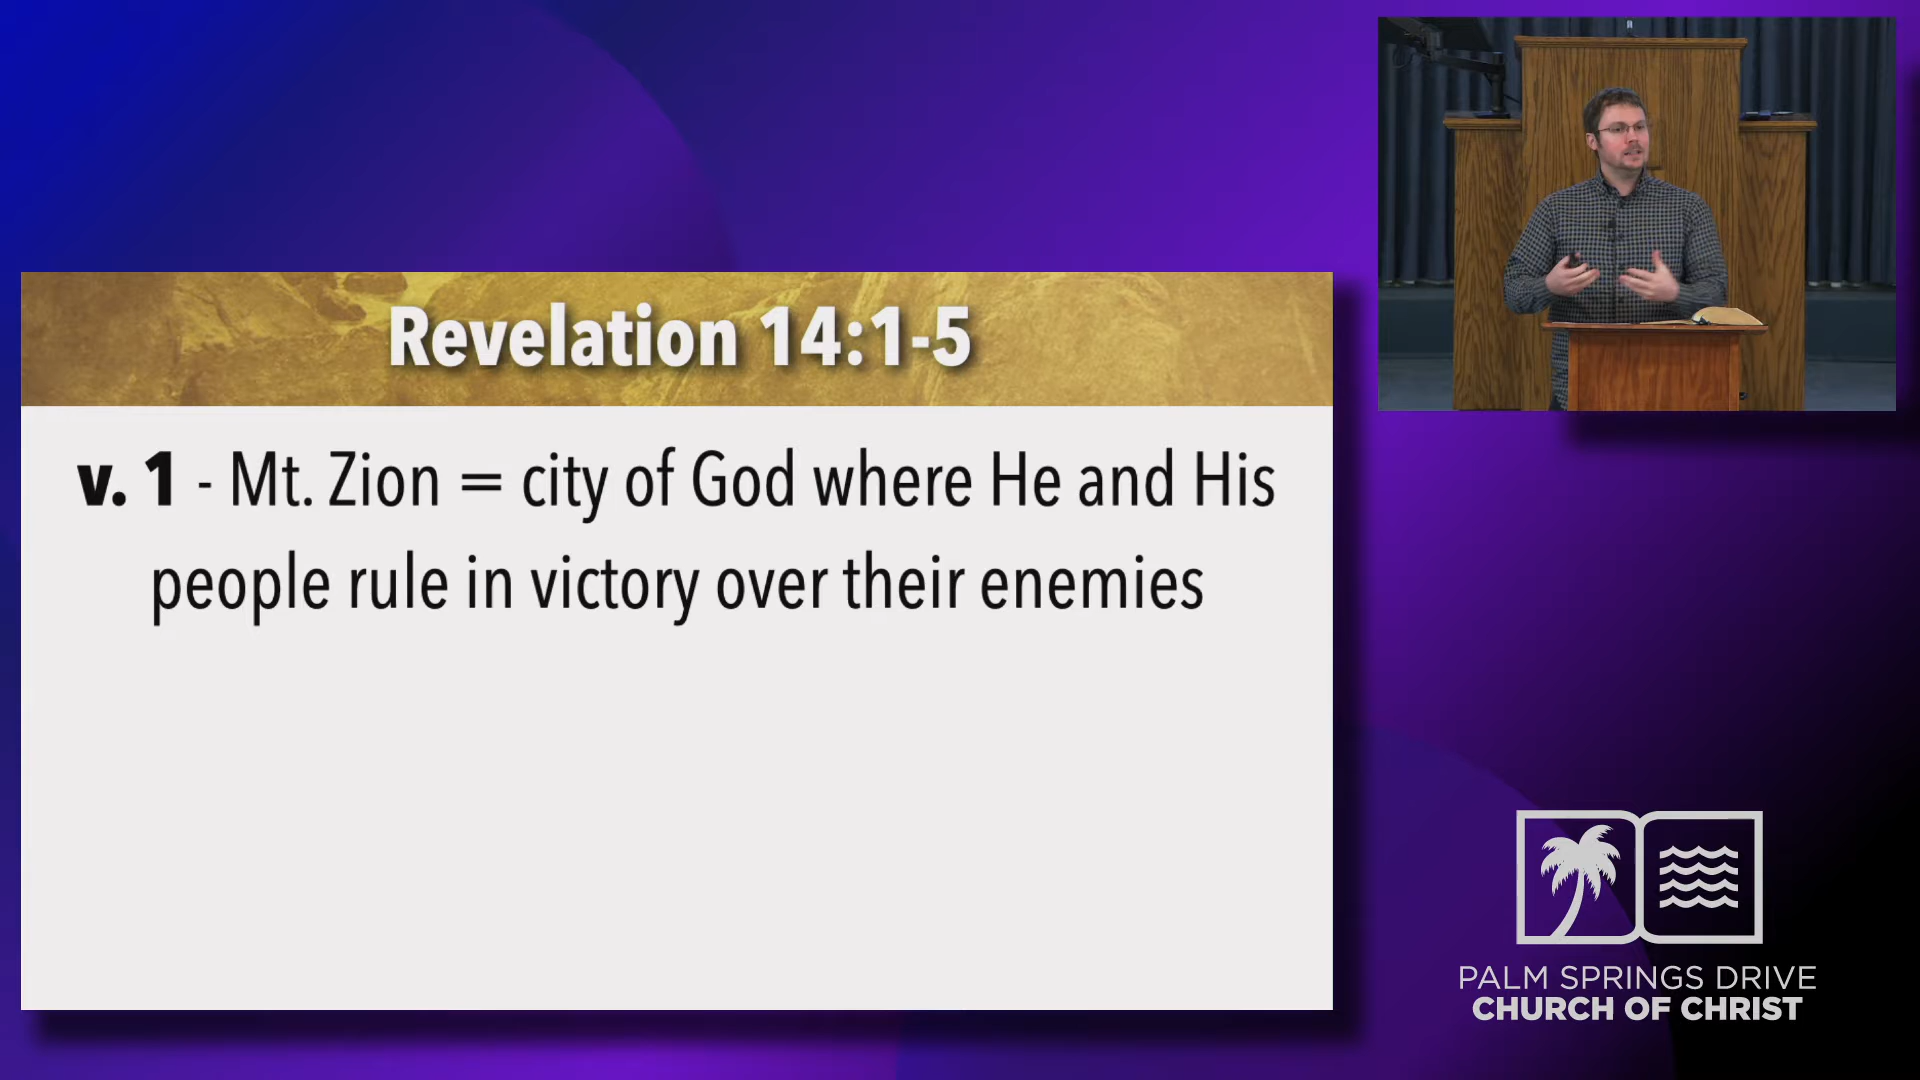 Revelation 14:1-5
v. 1 - Mt. Zion = city of God where He and His
people rule in victory over their enemies
PALM SPRINGS DRIVE
CHURCH OF CHRIST